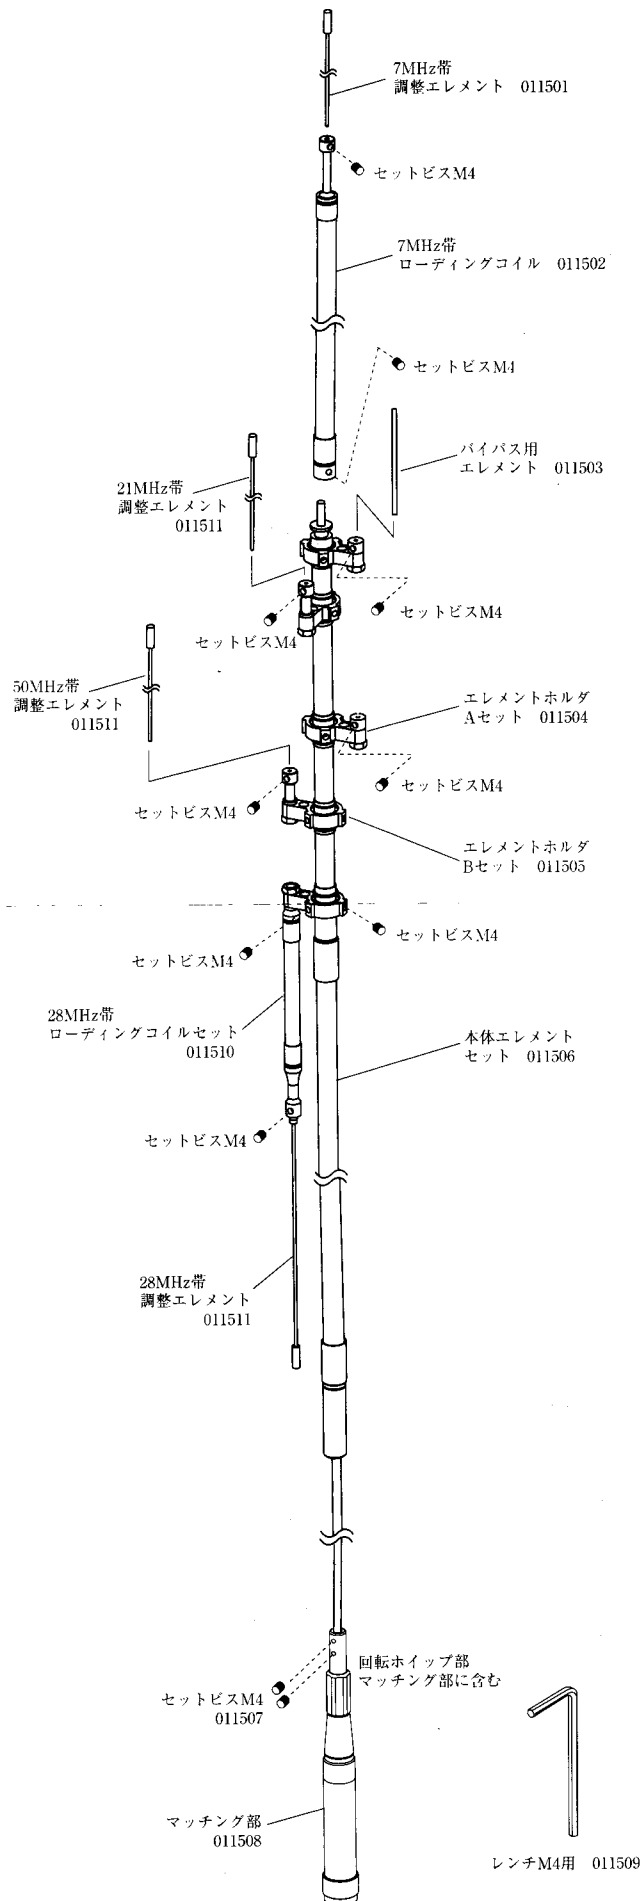 7MHz帯
調整エレメント 011501
セットビスM4
7MHz帯
ローディングコイル 011502
セットビスM4
バイパス用
エレメント 011503
21MHz帯
調整エレメント
011511
セットビスM4
セットビスM4
50MHz帯
調整エレメント
011511
エレメントホルダ
Aセット 011504
セットビスM4
セットビスM4
エレメントホルダ
Bセット 011505
セットビスM4
セットビスM4
28MHz帯
ローディングコイルセット
011510
本体エレメント
セット 011506
セットビスM4
28MHz帯
調整エレメント
011511
回転ホイップ部
マッチング部に含む
セットビスM4
011507
マッチング部
011508
レンチM4用 011509